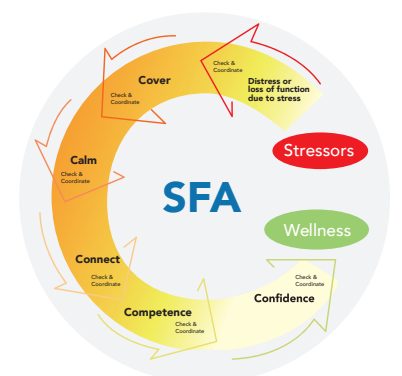 Check &
Coordinate
Distress or
loss of function
due to stress
Stressors
Cover
Check &
Coordinate
Calm
Check &
Coordinate
SFA
Connect
Check &
Coordinate
Competence
Check &
Coordinate
Confidence
Check &
Coordinate
Wellness